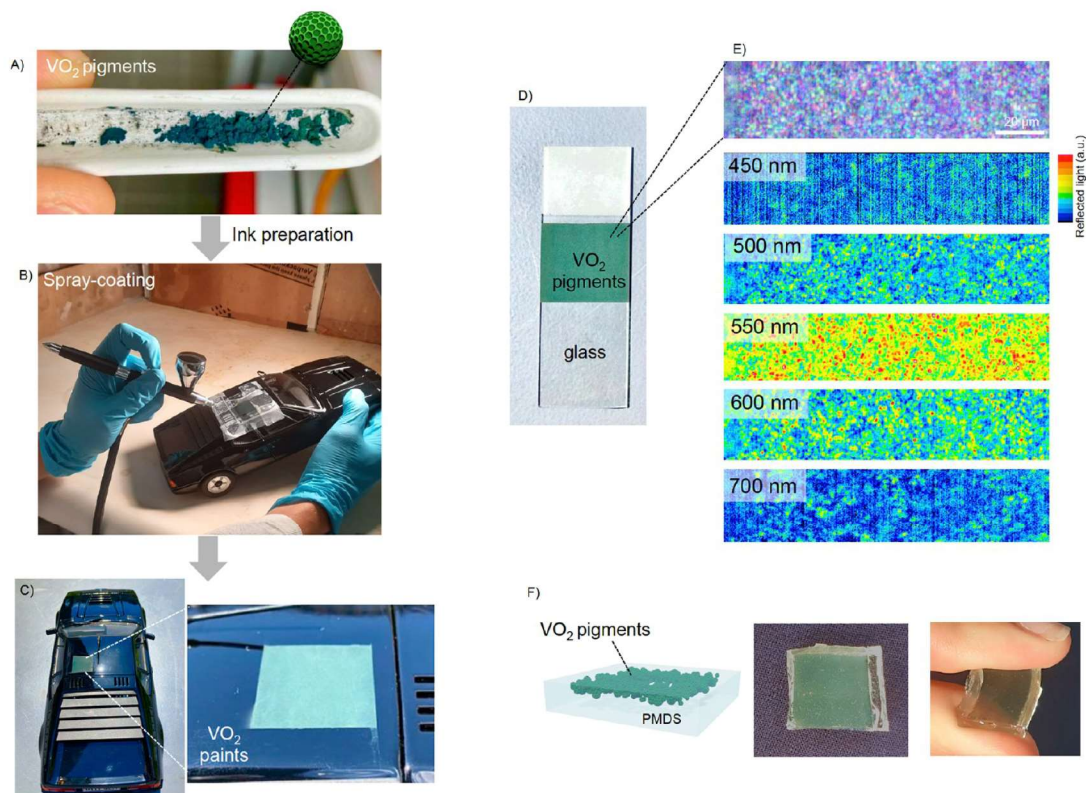 A)
VO2 pigments
Ink preparation
B)
Spray-coating
C)
VO2
paints
D)
VO2
pigments
glass
E)
20 μm
450 nm
500 nm
550 nm
600 nm
700 nm
Reflected light (a.u.)
F)
VO2 pigments
PMDS